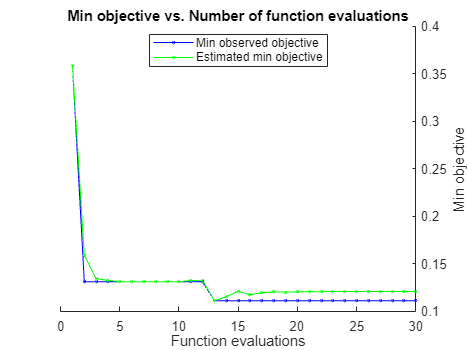 Min objective vs. Number of function evaluations
Min observed objective
Estimated min objective
0.4
0.35
0.3
0.25
0.2
0.15
0.1
Min objective
0 5 10 15 20 25 30
Function evaluations